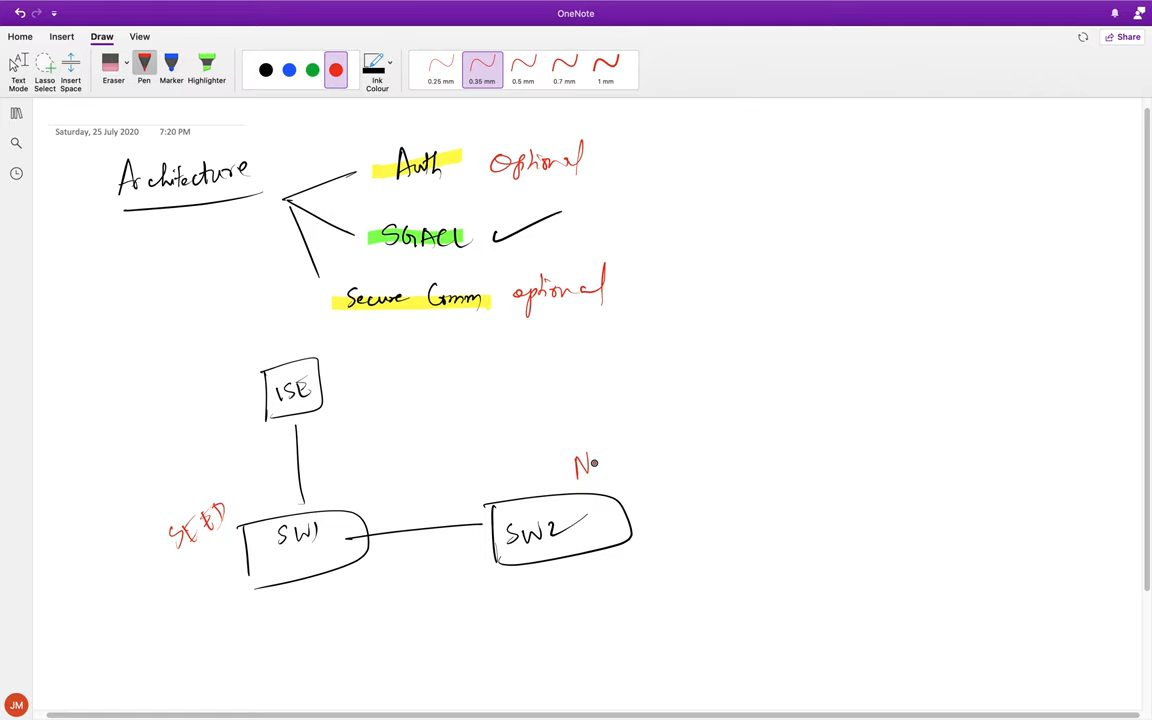 OneNote
Home Insert Draw View
Share
Text Mode
Lasso Select
Insert Space
Eraser
Pen
Marker
Highlighter
Ink Colour
0.25 mm 0.35 mm 0.5 mm 0.7 mm 1 mm
Saturday, 25 July 2020 7:20 PM
Architecture
Auth Optional
SGACL
Secure Comm optional
ISE
N
SEED
SW1
SW2
JM